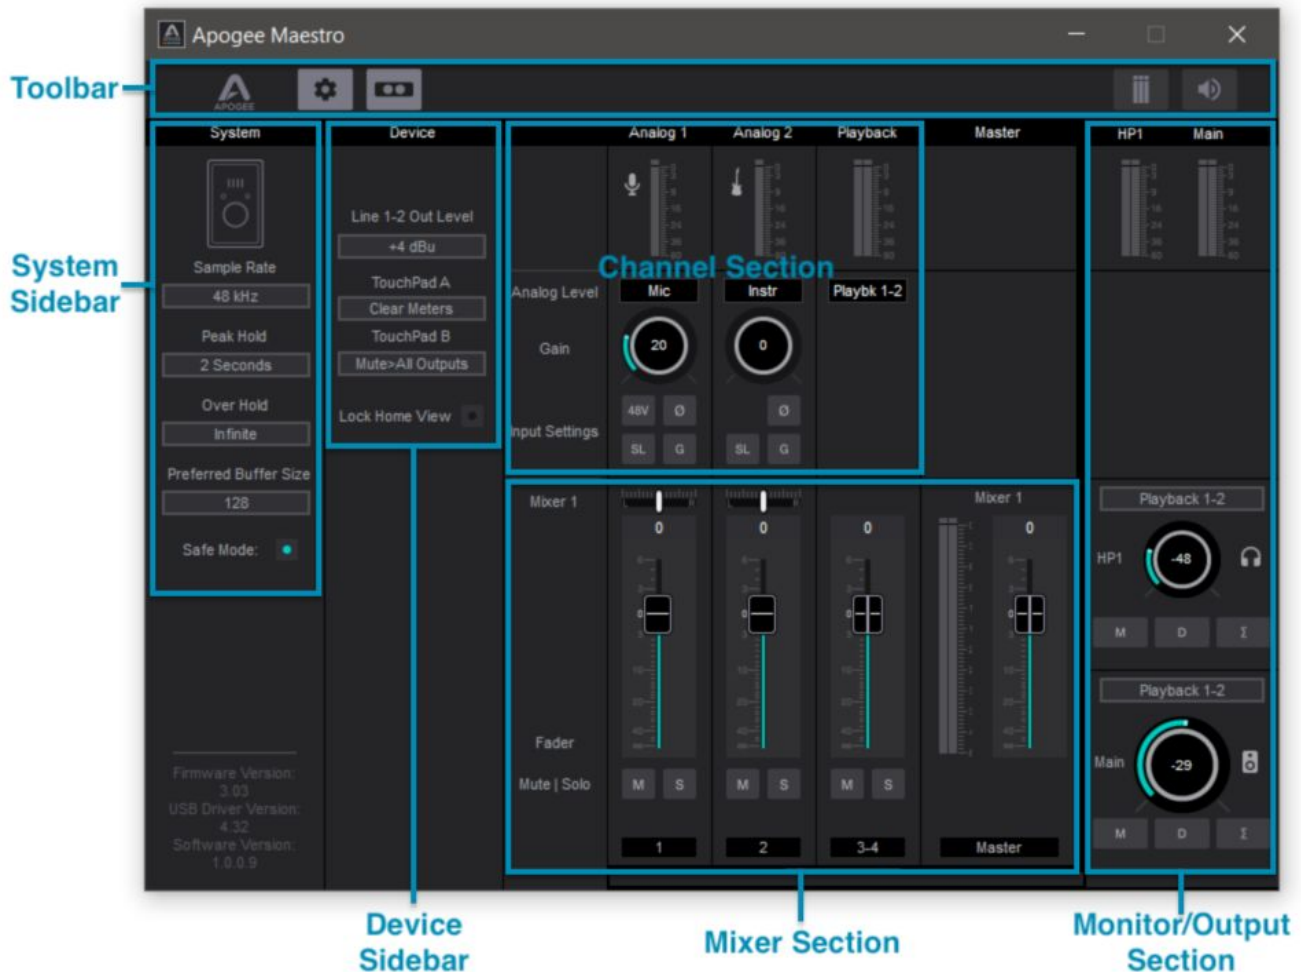 Apogee Maestro
Toolbar
APOGEE
System
Device
Analog 1
Analog 2
Playback
Master
HP1
Main
System
Sidebar
Sample Rate
48 kHz
Peak Hold
2 Seconds
Over Hold
Infinite
Preferred Buffer Size
128
Safe Mode:
Firmware Version:
3.03
USB Driver Version:
4.32
Software Version:
1.0.0.9
Line 1-2 Out Level
+4 dBu
TouchPad A
Clear Meters
TouchPad B
Mute>All Outputs
Lock Home View
Channel Section
Analog Level
Mic
Instr
Playbk 1-2
Gain
20
0
48V
Ø
Ø
Input Settings
SL
G
SL
G
Mixer 1
Mixer 1
0
0
0
0
Fader
Mute | Solo
M
S
M
S
M
S
1
2
3-4
Master
Playback 1-2
HP1
-48
M
D
Σ
Playback 1-2
Main
-29
M
D
Σ
Device
Sidebar
Mixer Section
Monitor/Output
Section